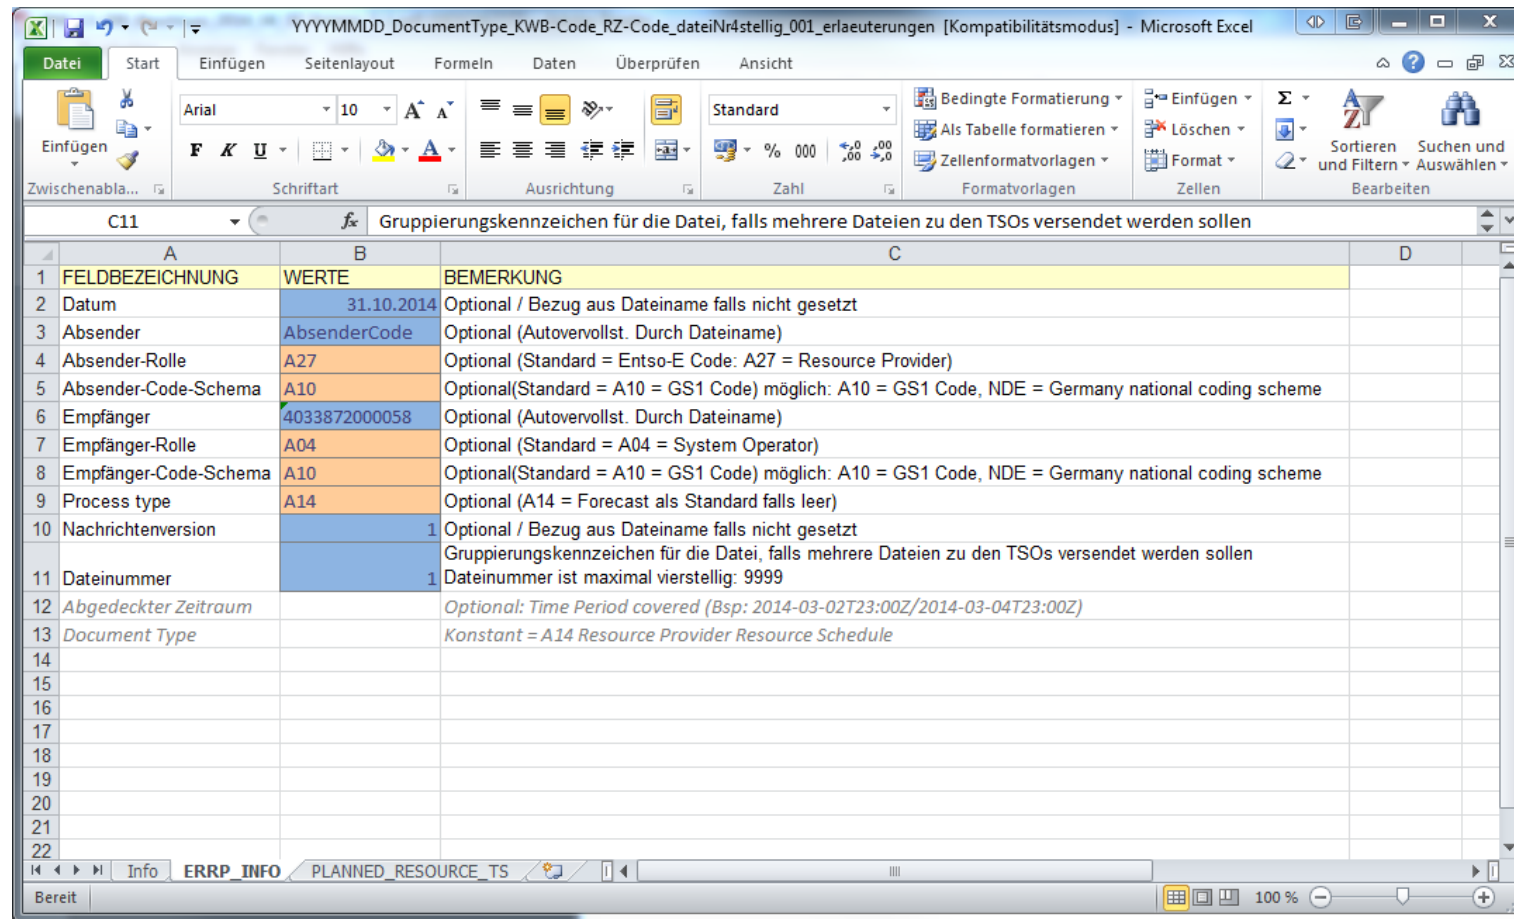 YYYYMMDD_DocumentType_KWB-Code_RZ-Code_dateiNr4stellig_001_erlaeuterungen [Kompatibilitätsmodus] - Microsoft Excel
Datei Start Einfügen Seitenlayout Formeln Daten Überprüfen Ansicht
Einfügen
Arial 10
F K U
Standard
% 000
Bedingte Formatierung
Als Tabelle formatieren
Zellenformatvorlagen
Einfügen
Löschen
Format
Σ
Sortieren und Filtern
Suchen und Auswählen
Zwischenabla... Schriftart Ausrichtung Zahl Formatvorlagen Zellen Bearbeiten
C11 fx Gruppierungskennzeichen für die Datei, falls mehrere Dateien zu den TSOs versendet werden sollen
A B C D
1 FELDBEZEICHNUNG WERTE BEMERKUNG
2 Datum 31.10.2014 Optional / Bezug aus Dateiname falls nicht gesetzt
3 Absender AbsenderCode Optional (Autovervollst. Durch Dateiname)
4 Absender-Rolle A27 Optional (Standard = Entso-E Code: A27 = Resource Provider)
5 Absender-Code-Schema A10 Optional(Standard = A10 = GS1 Code) möglich: A10 = GS1 Code, NDE = Germany national coding scheme
6 Empfänger 4033872000058 Optional (Autovervollst. Durch Dateiname)
7 Empfänger-Rolle A04 Optional (Standard = A04 = System Operator)
8 Empfänger-Code-Schema A10 Optional(Standard = A10 = GS1 Code) möglich: A10 = GS1 Code, NDE = Germany national coding scheme
9 Process type A14 Optional (A14 = Forecast als Standard falls leer)
10 Nachrichtenversion 1 Optional / Bezug aus Dateiname falls nicht gesetzt
Gruppierungskennzeichen für die Datei, falls mehrere Dateien zu den TSOs versendet werden sollen
11 Dateinummer 1 Dateinummer ist maximal vierstellig: 9999
12 Abgedeckter Zeitraum Optional: Time Period covered (Bsp: 2014-03-02T23:00Z/2014-03-04T23:00Z)
13 Document Type Konstant = A14 Resource Provider Resource Schedule
14
15
16
17
18
19
20
21
22
Info ERRP_INFO PLANNED_RESOURCE_TS
Bereit 100 %